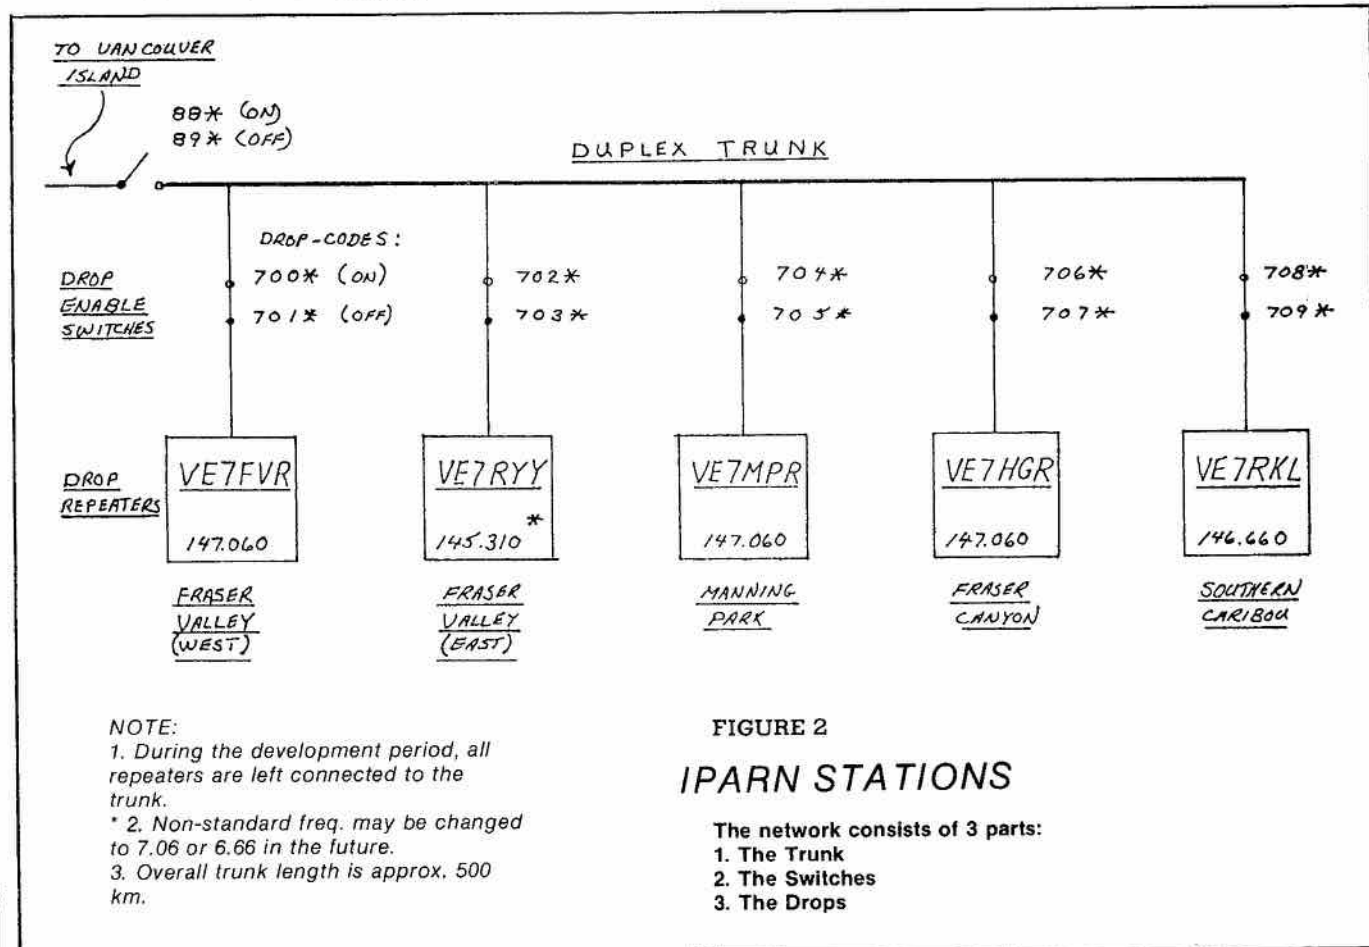 TO VANCOUVER
ISLAND
88* (ON)
89* (OFF)
DUPLEX TRUNK
DROP-CODES:
DROP
ENABLE
SWITCHES
700* (ON)
701* (OFF)
702*
703*
704*
705*
706*
707*
708*
709*
DROP
REPEATERS
VE7FVR
147.060
VE7RYY
145.310*
VE7MPR
147.060
VE7HGR
147.060
VE7RKL
146.660
FRASER
VALLEY
(WEST)
FRASER
VALLEY
(EAST)
MANNING
PARK
FRASER
CANYON
SOUTHERN
CARIBOU
NOTE:
1. During the development period, all
repeaters are left connected to the
trunk.
* 2. Non-standard freq. may be changed
to 7.06 or 6.66 in the future.
3. Overall trunk length is approx. 500
km.
FIGURE 2
IPARN STATIONS
The network consists of 3 parts:
1. The Trunk
2. The Switches
3. The Drops